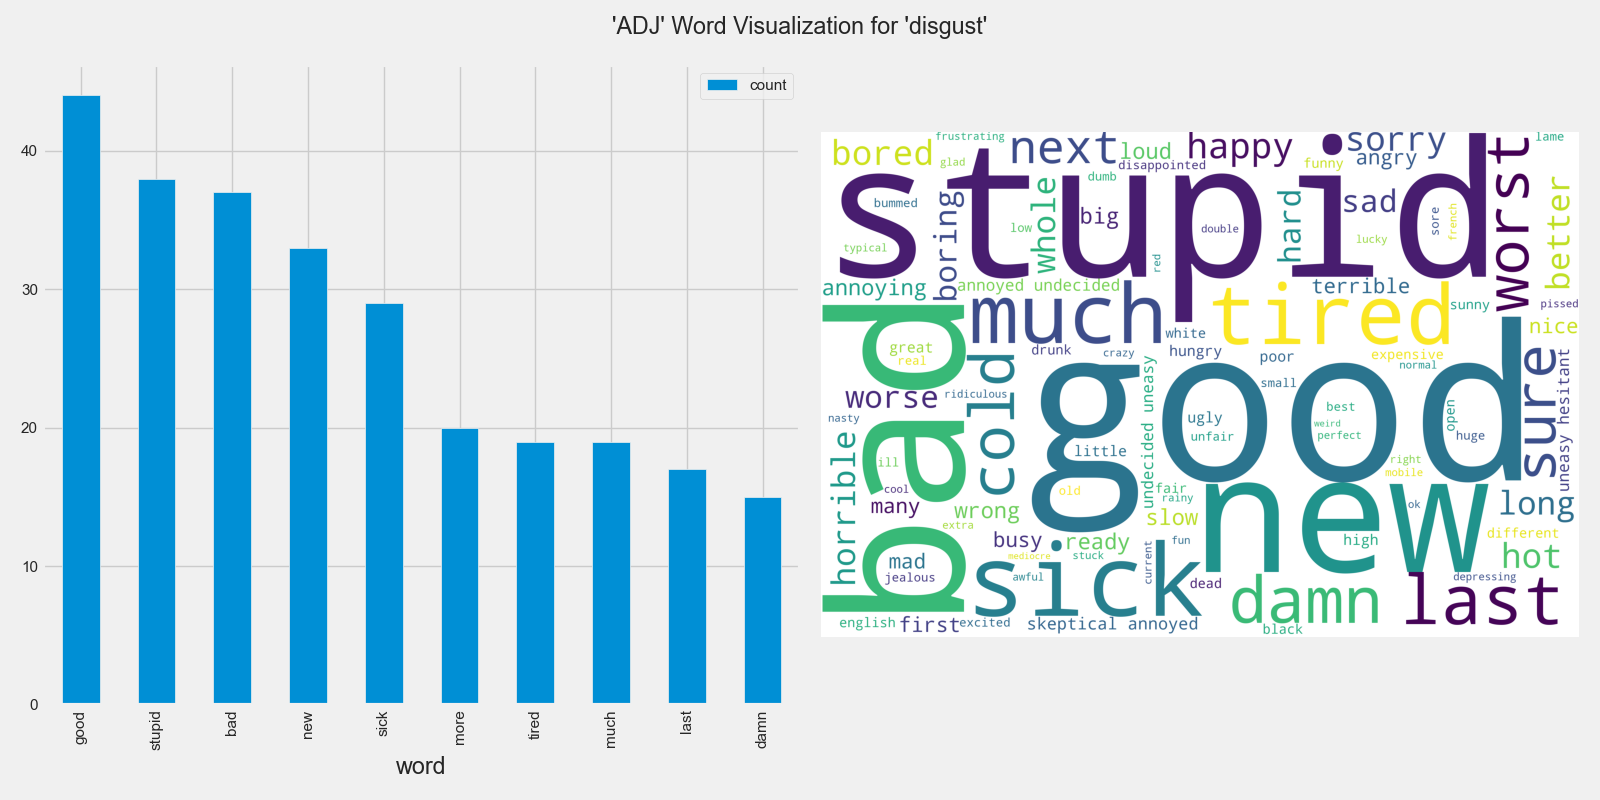 'ADJ' Word Visualization for 'disgust'
count
40
30
20
10
0
good
stupid
bad
new
sick
more
tired
much
last
damn
word
frustrating
lame
bored
glad
next
loud
disappointed
happy
funny
sorry
angry
stupid
worst
dumb
bummed
typical
boring
low
whole
big
double
red
hard
sad
lucky
sore
french
better
annoying
annoyed undecided
much
terrible
tired
sunny
pissed
nice
white
bad
great
real
drunk
crazy
hungry
poor
expensive
normal
worse
ridiculous
cold
good
small
sure
uneasy hesitant
undecided uneasy
nasty
ugly
unfair
best
weird
perfect
open
huge
little
horrible
ill
cool
many
old
fair
rainy
right
mobile
wrong
extra
slow
new
ok
long
busy
ready
mediocre
stuck
fun
high
different
hot
mad
jealous
sick
awful
current
dead
damn
depressing
last
english
first
excited
skeptical annoyed
black